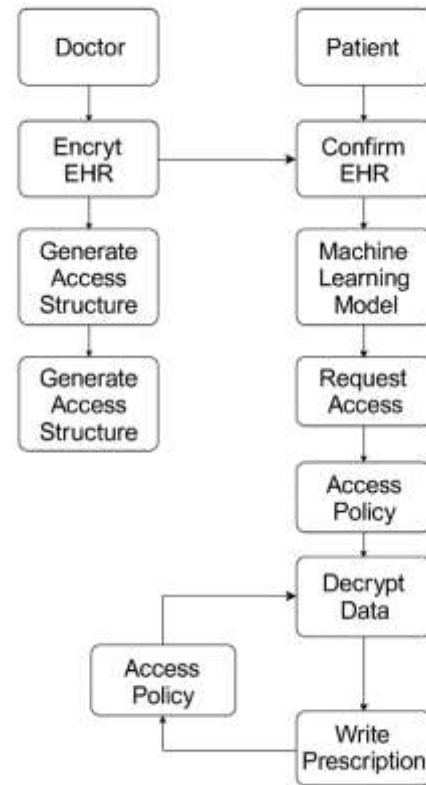 Doctor
Patient
Encryt
EHR
Confirm
EHR
Generate
Access
Structure
Machine
Learning
Model
Generate
Access
Structure
Request
Access
Access
Policy
Decrypt
Data
Access
Policy
Write
Prescription